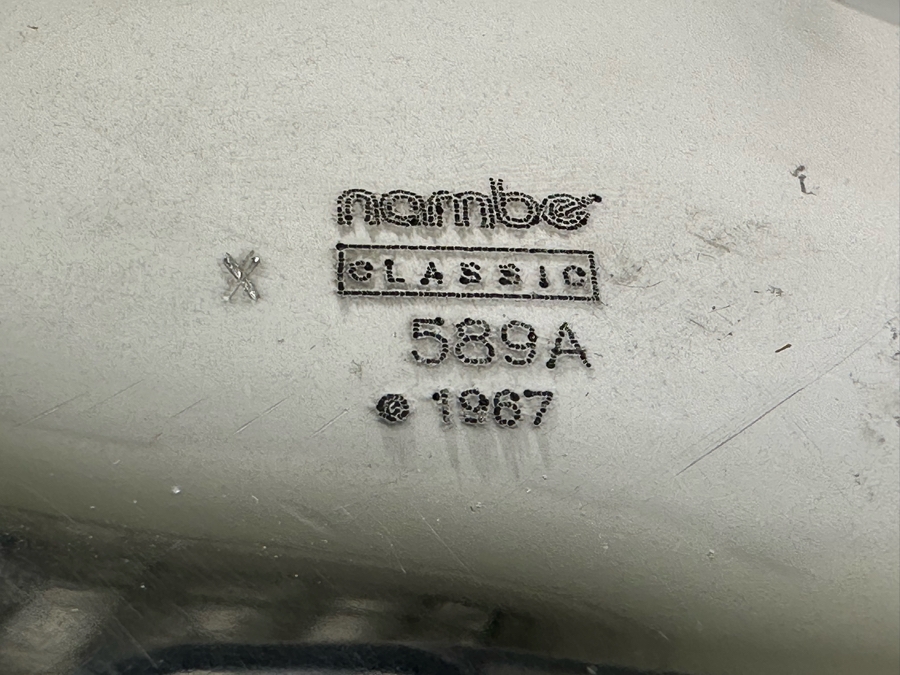 nambe
CLASSIC
X
589A
© 1967